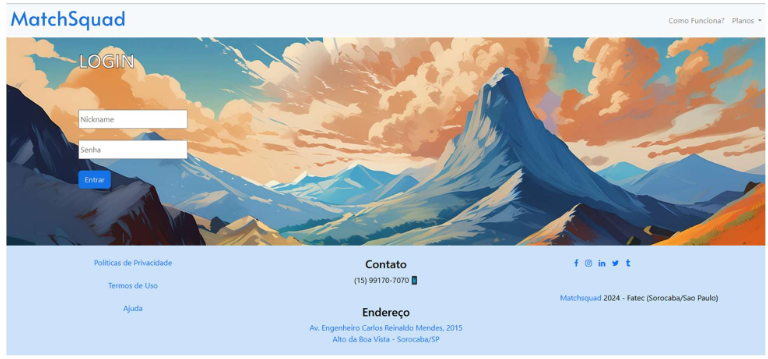 MatchSquad
Como Funciona? Planos
LOGIN
Nickname
Senha
Entrar
Políticas de Privacidade
Termos de Uso
Ajuda
Contato
(15) 99170-7070
Endereço
Av. Engenheiro Carlos Reinaldo Mendes, 2015
Alto da Boa Vista - Sorocaba/SP
Matchsquad 2024 - Fatec (Sorocaba/Sao Paulo)